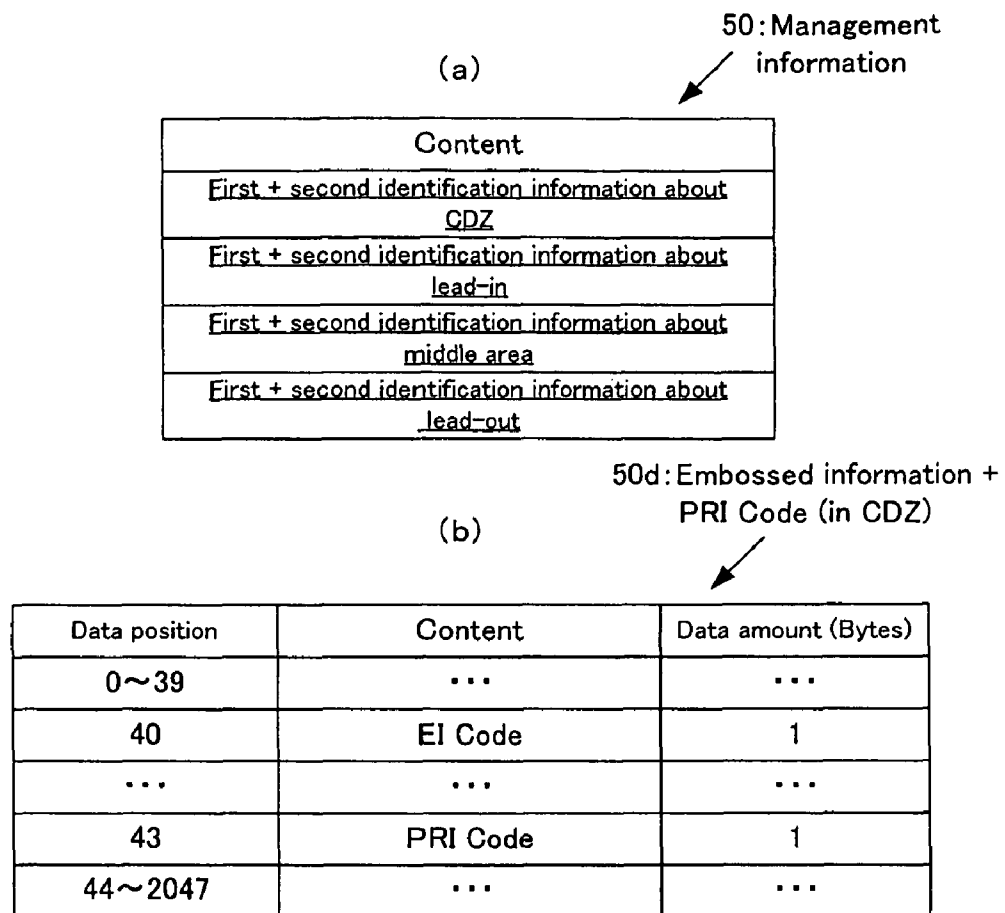 50:Management
information
(a)
Content
First + second identification information about
CDZ
First + second identification information about
lead-in
First + second identification information about
middle area
First + second identification information about
lead-out
50d:Embossed information +
PRI Code (in CDZ)
(b)
Data position Content Data amount (Bytes)
0～39 ･･･ ･･･
40 EI Code 1
･･･ ･･･ ･･･
43 PRI Code 1
44～2047 ･･･ ･･･